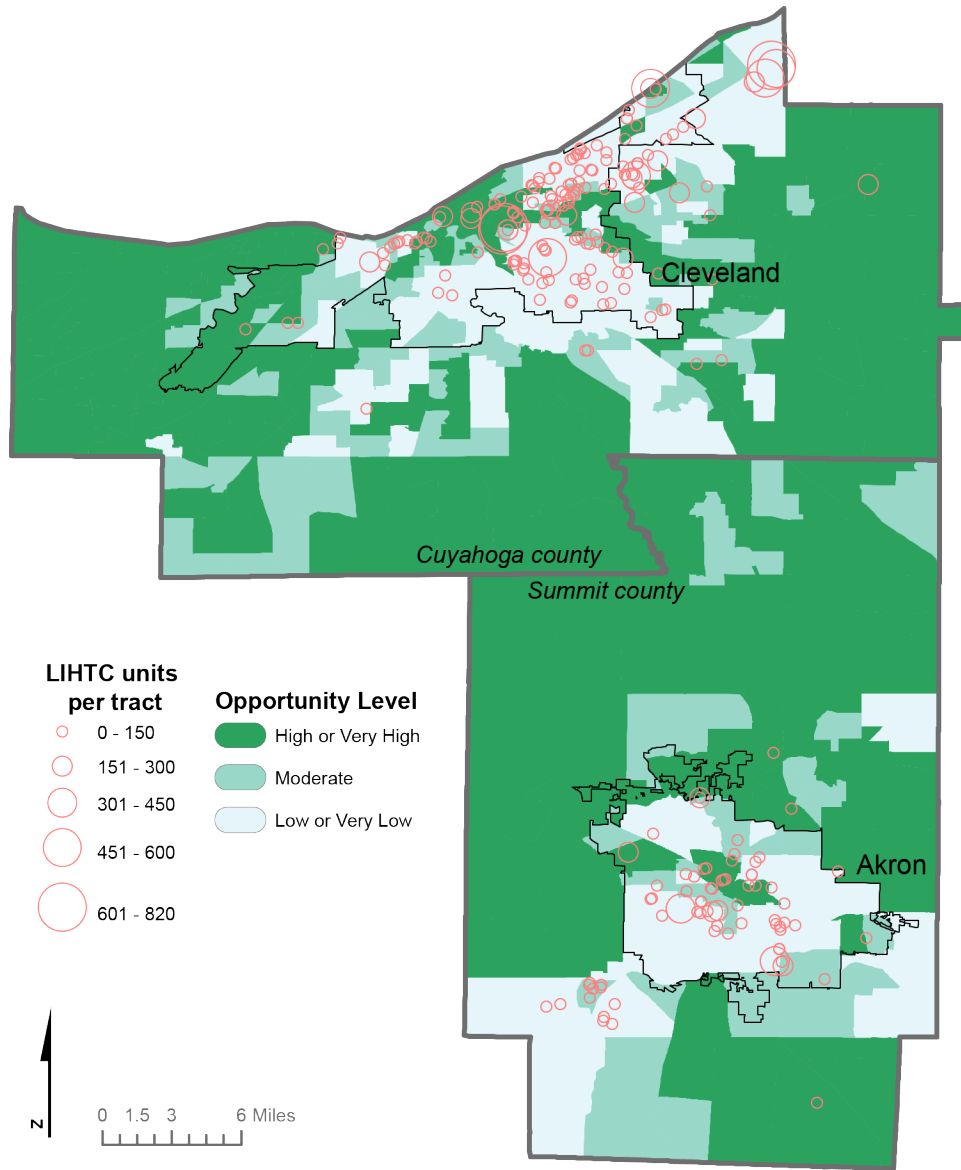 Cleveland
Cuyahoga county
Summit county
LIHTC units
per tract
0 - 150
151 - 300
301 - 450
451 - 600
601 - 820
Opportunity Level
High or Very High
Moderate
Low or Very Low
Akron
N
0 1.5 3 6 Miles